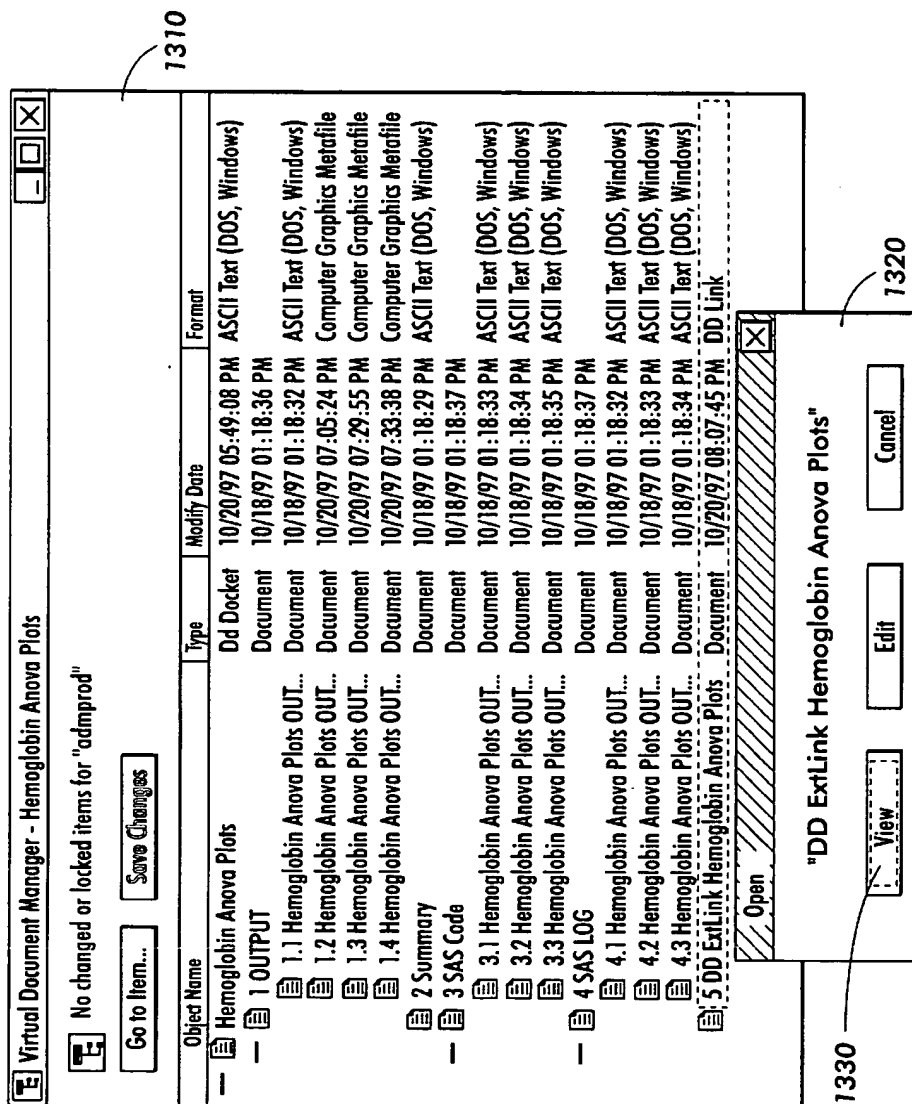 Virtual Document Manager - Hemoglobin Anova Plots
No changed or locked items for "admprod"
Go to Item... Save Changes
1310
Object Name Type Modify Date Format
Hemoglobin Anova Plots Dd Docket 10/20/97 05:49:08 PM ASCII Text (DOS, Windows)
1 OUTPUT Document 10/18/97 01:18:36 PM
1.1 Hemoglobin Anova Plots OUT... Document 10/18/97 01:18:32 PM ASCII Text (DOS, Windows)
1.2 Hemoglobin Anova Plots OUT... Document 10/20/97 07:05:24 PM Computer Graphics Metafile
1.3 Hemoglobin Anova Plots OUT... Document 10/20/97 07:29:55 PM Computer Graphics Metafile
1.4 Hemoglobin Anova Plots OUT... Document 10/20/97 07:33:38 PM Computer Graphics Metafile
2 Summary Document 10/18/97 01:18:29 PM ASCII Text (DOS, Windows)
3 SAS Code Document 10/18/97 01:18:37 PM
3.1 Hemoglobin Anova Plots OUT... Document 10/18/97 01:18:33 PM ASCII Text (DOS, Windows)
3.2 Hemoglobin Anova Plots OUT... Document 10/18/97 01:18:34 PM ASCII Text (DOS, Windows)
3.3 Hemoglobin Anova Plots OUT... Document 10/18/97 01:18:35 PM ASCII Text (DOS, Windows)
4 SAS LOG Document 10/18/97 01:18:37 PM
4.1 Hemoglobin Anova Plots OUT... Document 10/18/97 01:18:32 PM ASCII Text (DOS, Windows)
4.2 Hemoglobin Anova Plots OUT... Document 10/18/97 01:18:33 PM ASCII Text (DOS, Windows)
4.3 Hemoglobin Anova Plots OUT... Document 10/18/97 01:18:34 PM ASCII Text (DOS, Windows)
5 DD ExtLink Hemoglobin Anova Plots Document 10/20/97 08:07:45 PM DD Link
Open
"DD ExtLink Hemoglobin Anova Plots"
View Edit Cancel
1320
1330